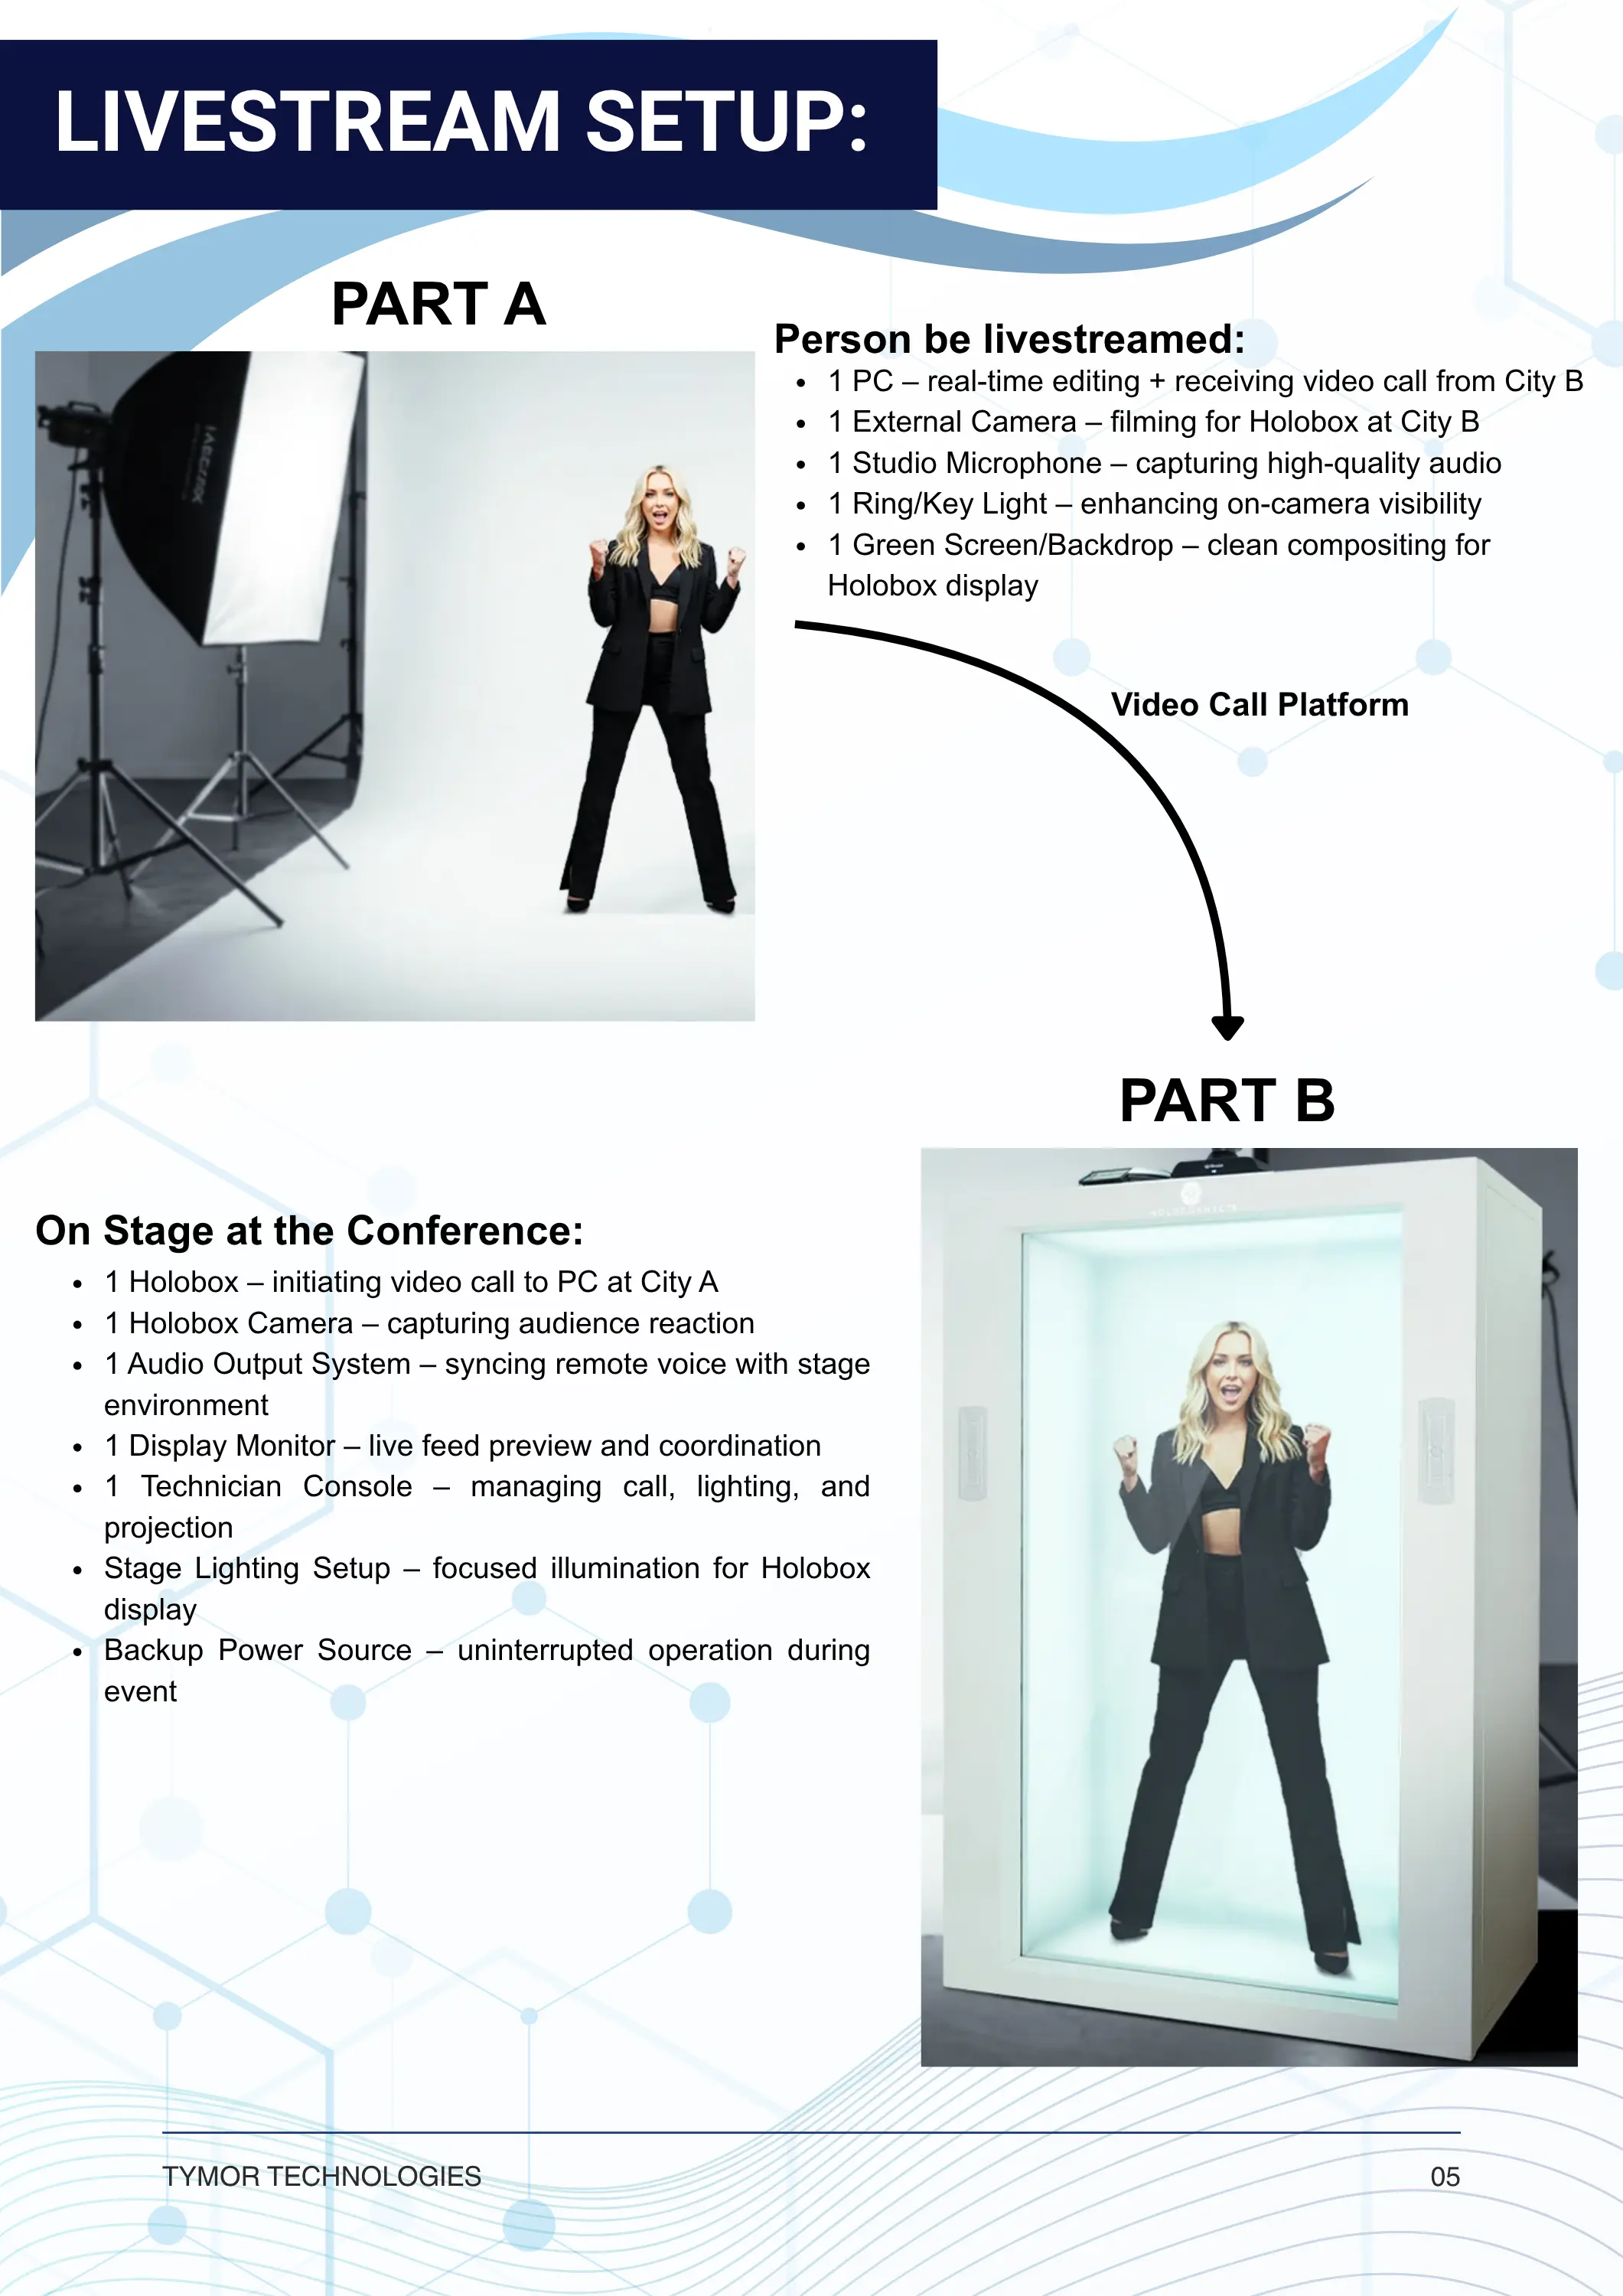 LIVESTREAM SETUP:
PART A
Person be livestreamed:
• 1 PC – real-time editing + receiving video call from City B
• 1 External Camera – filming for Holobox at City B
• 1 Studio Microphone – capturing high-quality audio
• 1 Ring/Key Light – enhancing on-camera visibility
• 1 Green Screen/Backdrop – clean compositing for
Holobox display
Video Call Platform
PART B
On Stage at the Conference:
• 1 Holobox – initiating video call to PC at City A
• 1 Holobox Camera – capturing audience reaction
• 1 Audio Output System – syncing remote voice with stage
environment
• 1 Display Monitor – live feed preview and coordination
• 1 Technician Console – managing call, lighting, and
projection
• Stage Lighting Setup – focused illumination for Holobox
display
• Backup Power Source – uninterrupted operation during
event
TYMOR TECHNOLOGIES
05